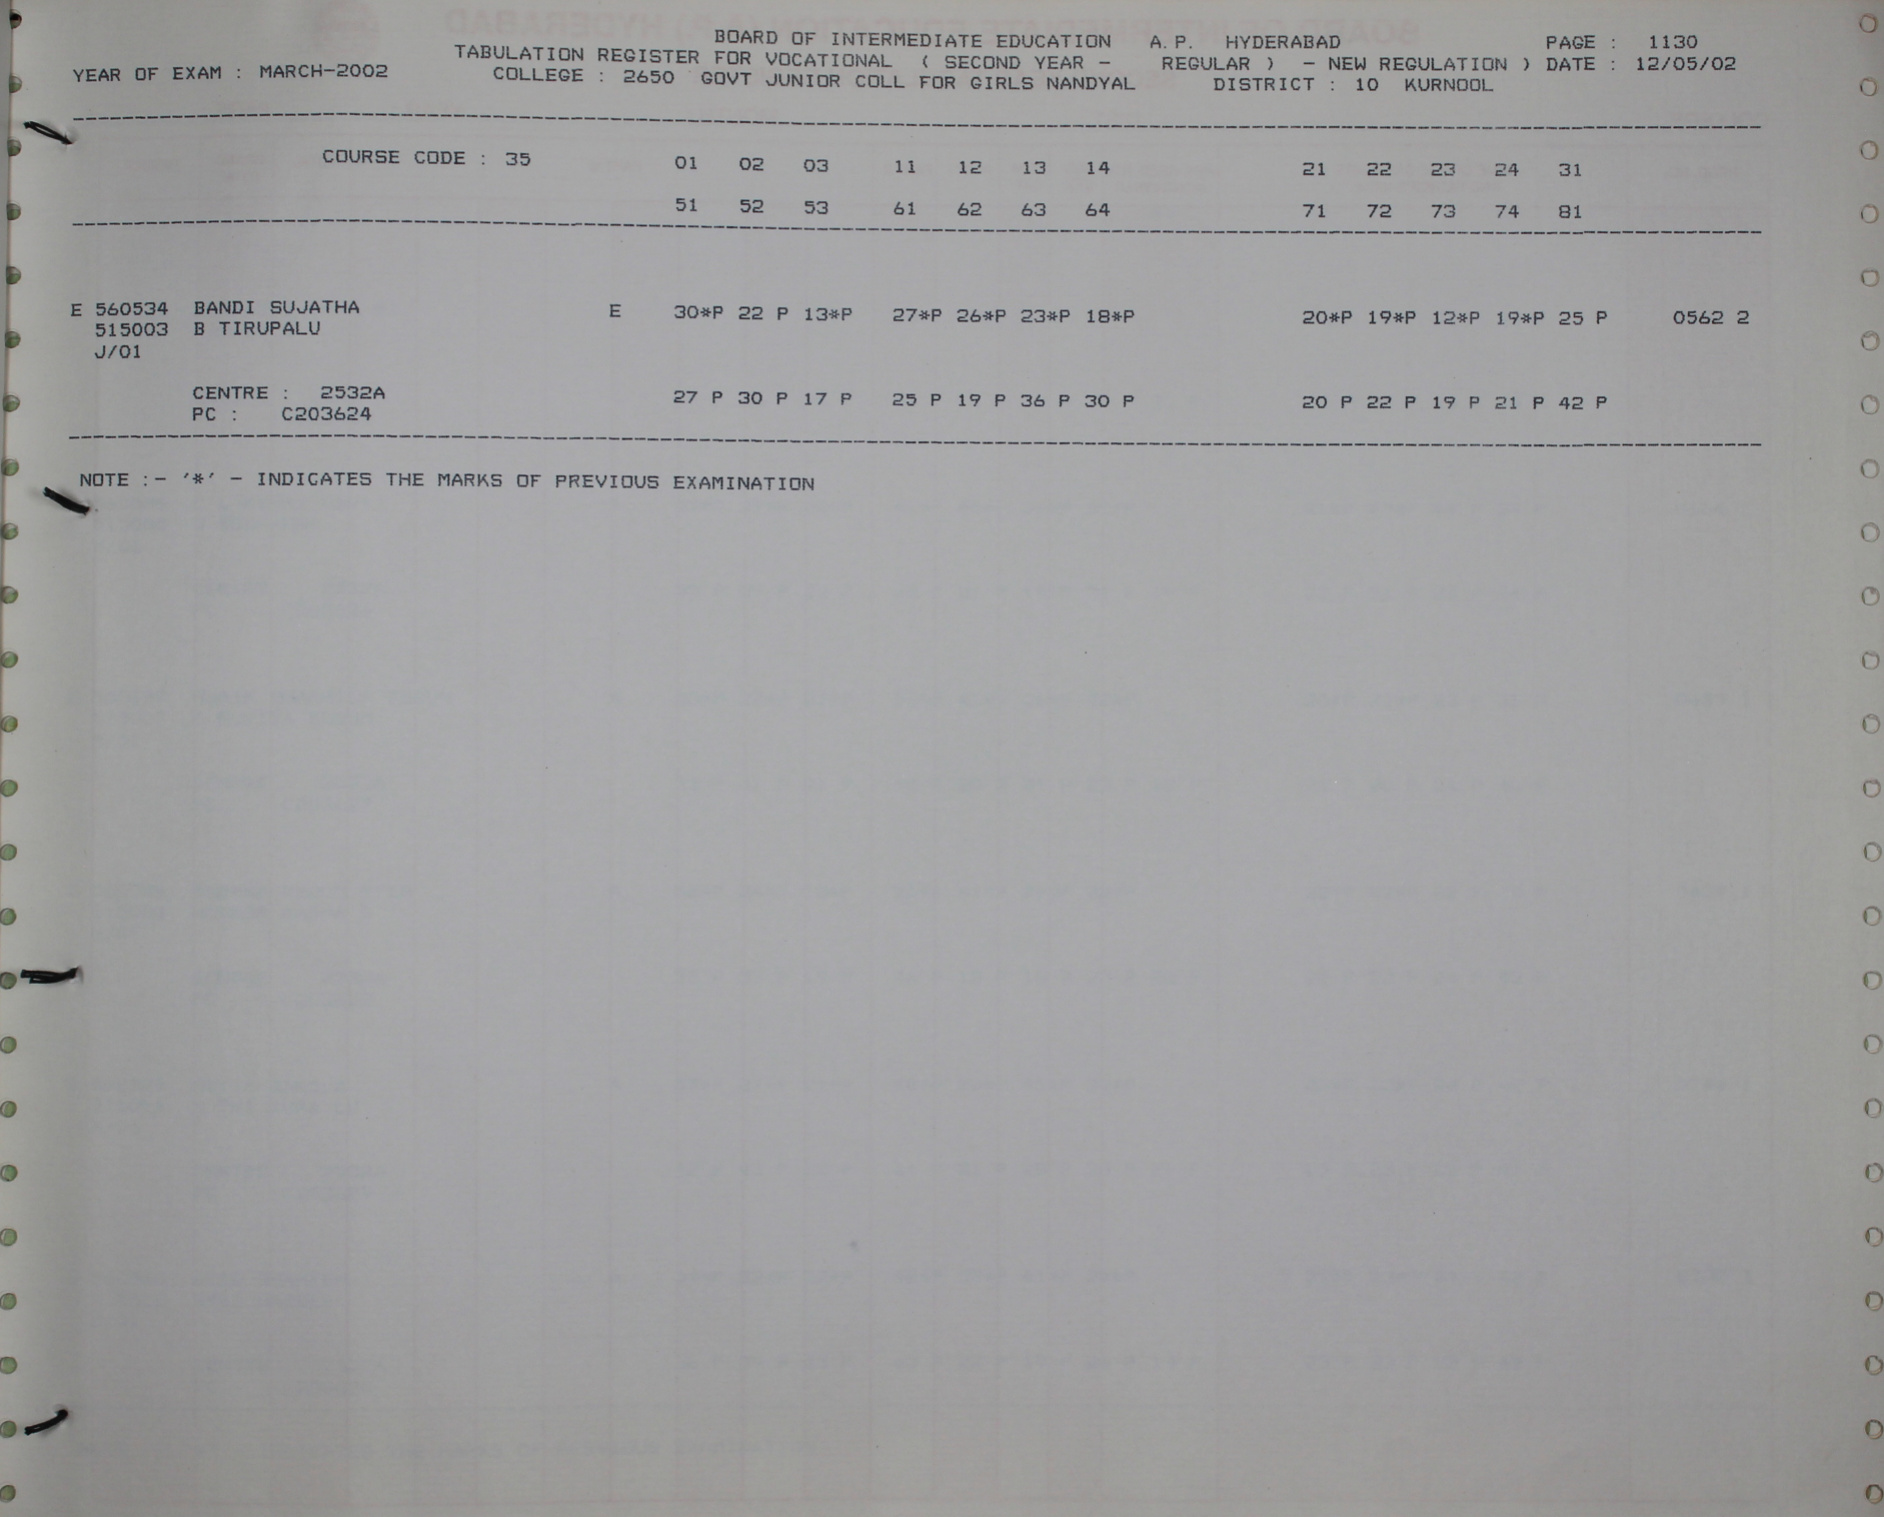 BOARD OF INTERMEDIATE EDUCATION A.P. HYDERABAD PAGE : 1130
TABULATION REGISTER FOR VOCATIONAL ( SECOND YEAR - REGULAR ) - NEW REGULATION ) DATE : 12/05/02
YEAR OF EXAM : MARCH-2002 COLLEGE : 2650 GOVT JUNIOR COLL FOR GIRLS NANDYAL DISTRICT : 10 KURNOOL
COURSE CODE : 35 01 02 03 11 12 13 14 21 22 23 24 31
51 52 53 61 62 63 64 71 72 73 74 81
E 560534 BANDI SUJATHA E 30*P 22 P 13*P 27*P 26*P 23*P 18*P 20*P 19*P 12*P 19*P 25 P 0562 2
515003 B TIRUPALU
J/01
CENTRE : 2532A 27 P 30 P 17 P 25 P 19 P 36 P 30 P 20 P 22 P 19 P 21 P 42 P
PC : C203624
NOTE :- '*' - INDICATES THE MARKS OF PREVIOUS EXAMINATION